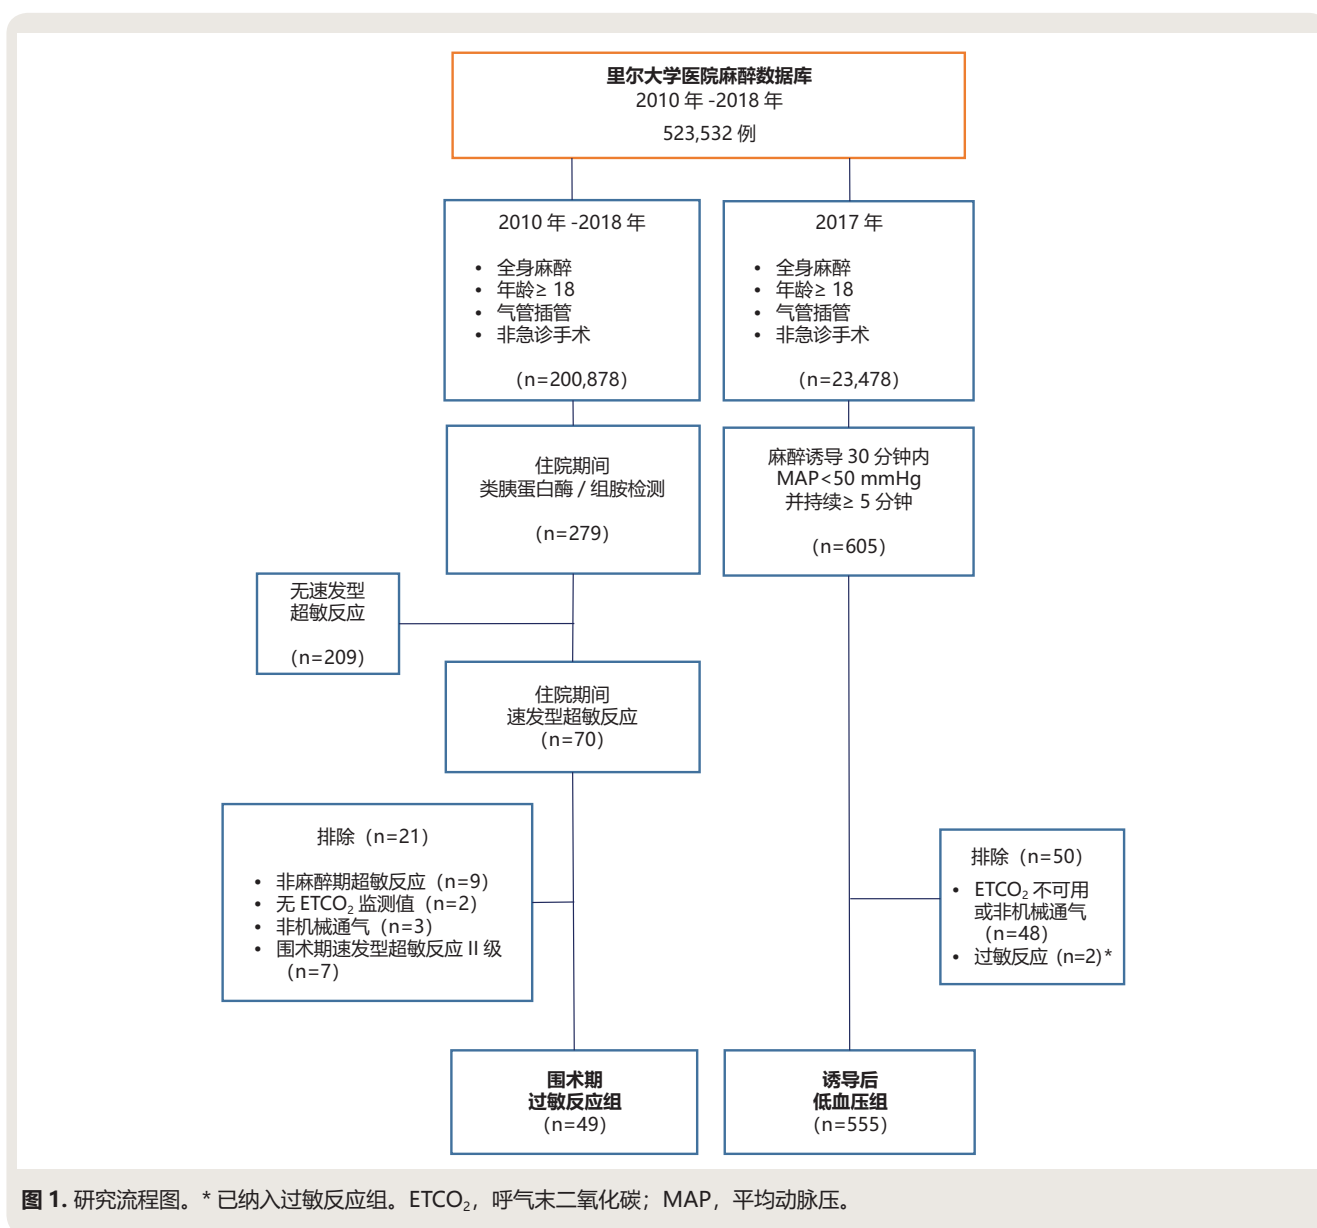 里尔大学医院麻醉数据库
2010 年 -2018 年
523,532 例
2010 年 -2018 年
• 全身麻醉
• 年龄≥ 18
• 气管插管
• 非急诊手术
（n=200,878）
2017 年
• 全身麻醉
• 年龄≥ 18
• 气管插管
• 非急诊手术
（n=23,478）
住院期间
类胰蛋白酶 / 组胺检测
（n=279）
麻醉诱导 30 分钟内
MAP<50 mmHg
并持续≥ 5 分钟
（n=605）
无速发型
超敏反应
（n=209）
住院期间
速发型超敏反应
（n=70）
排除（n=21）
• 非麻醉期超敏反应（n=9）
• 无 ETCO₂ 监测值（n=2）
• 非机械通气（n=3）
• 围术期速发型超敏反应 II 级
（n=7）
排除（n=50）
• ETCO₂ 不可用
或非机械通气
（n=48）
• 过敏反应（n=2）*
围术期
过敏反应组
（n=49）
诱导后
低血压组
（n=555）
图 1. 研究流程图。* 已纳入过敏反应组。ETCO₂，呼气末二氧化碳；MAP，平均动脉压。